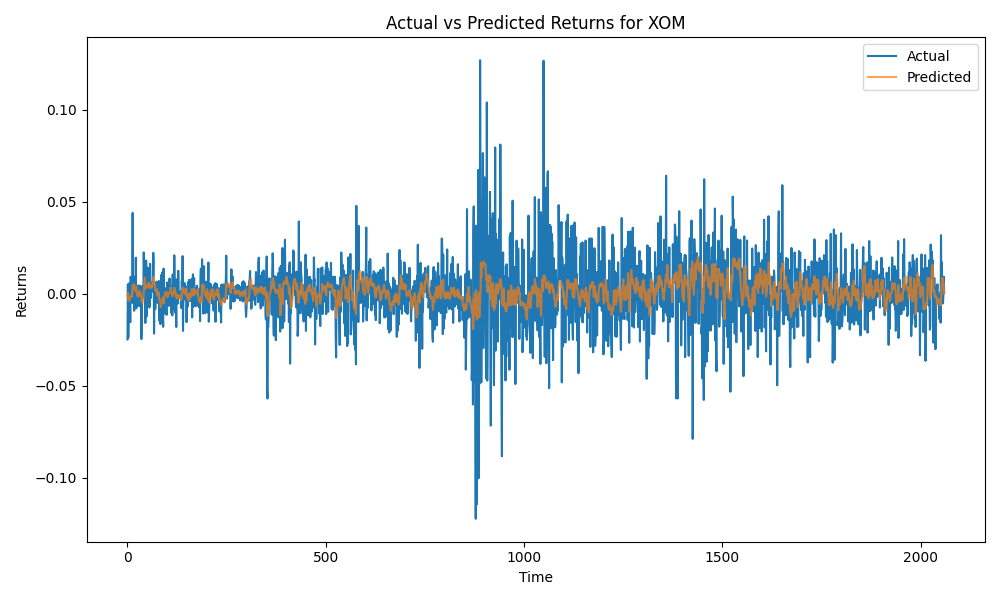 Actual vs Predicted Returns for XOM
Actual
Predicted
0.10
0.05
0.00
−0.05
−0.10
Returns
0
500
1000
1500
2000
Time